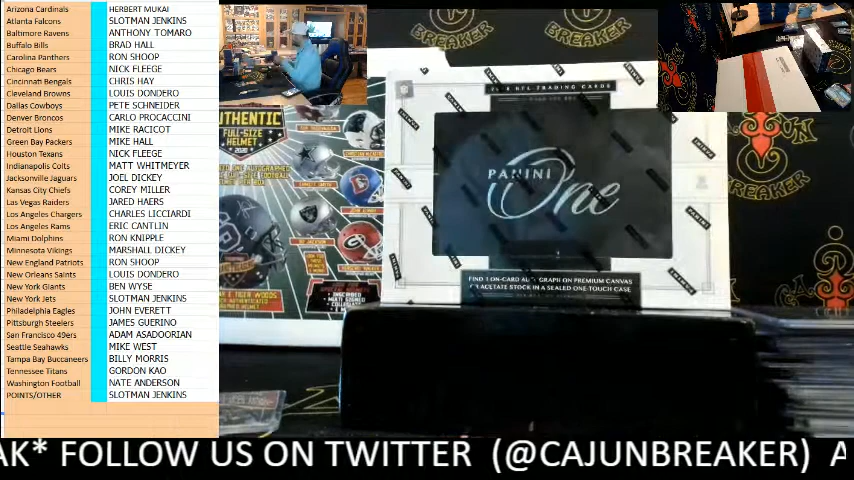 Arizona Cardinals HERBERT MUKAI
Atlanta Falcons SLOTMAN JENKINS
Baltimore Ravens ANTHONY TOMARO
Buffalo Bills BRAD HALL
Carolina Panthers RON SHOOP
Chicago Bears NICK FLEEGE
Cincinnati Bengals CHRIS HAY
Cleveland Browns LOUIS DONDERO
Dallas Cowboys PETE SCHNEIDER
Denver Broncos CARLO PROCACCINI
Detroit Lions MIKE RACICOT
Green Bay Packers MIKE HALL
Houston Texans NICK FLEEGE
Indianapolis Colts MATT WHITMEYER
Jacksonville Jaguars JOEL DICKEY
Kansas City Chiefs COREY MILLER
Las Vegas Raiders JARED HAERS
Los Angeles Chargers CHARLES LICCIARDI
Los Angeles Rams ERIC CANTLIN
Miami Dolphins RON KNIPPLE
Minnesota Vikings MARSHALL DICKEY
New England Patriots RON SHOOP
New Orleans Saints LOUIS DONDERO
New York Giants BEN WYSE
New York Jets SLOTMAN JENKINS
Philadelphia Eagles JOHN EVERETT
Pittsburgh Steelers JAMES GUERINO
San Francisco 49ers ADAM ASADOORIAN
Seattle Seahawks MIKE WEST
Tampa Bay Buccaneers BILLY MORRIS
Tennessee Titans GORDON KAO
Washington Football NATE ANDERSON
POINTS/OTHER SLOTMAN JENKINS
BREAKER
BREAKER
NFL TRADING CARDS
PANINI
One
FIND 1 ON-CARD AUTOGRAPH ON PREMIUM CANVAS
OR ACETATE STOCK IN A SEALED ONE-TOUCH CASE
THENTIC
FULL-SIZE
HELMET
AK* FOLLOW US ON TWITTER (@CAJUNBREAKER) A